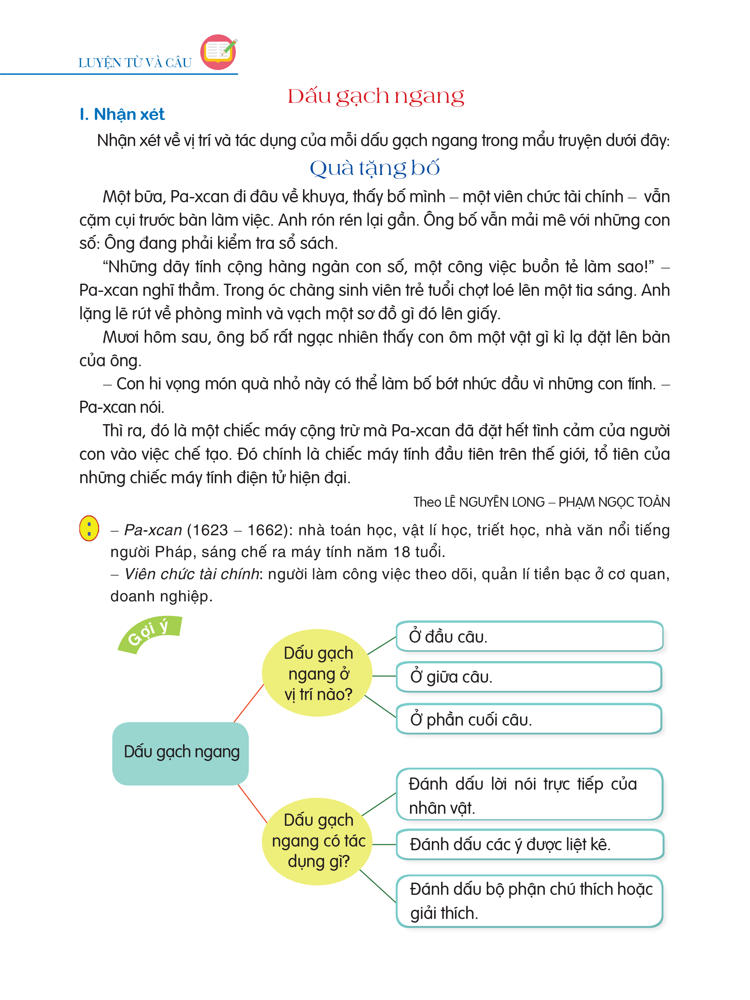 LUYỆN TỪ VÀ CÂU
Dấu gạch ngang
I. Nhận xét
Nhận xét về vị trí và tác dụng của mỗi dấu gạch ngang trong mẩu truyện dưới đây:
Quà tặng bố
Một bữa, Pa-xcan đi đâu về khuya, thấy bố mình – một viên chức tài chính – vẫn
cặm cụi trước bàn làm việc. Anh rón rén lại gần. Ông bố vẫn mải mê với những con
số: Ông đang phải kiểm tra sổ sách.
“Những dãy tính cộng hàng ngàn con số, một công việc buồn tẻ làm sao!” –
Pa-xcan nghĩ thầm. Trong óc chàng sinh viên trẻ tuổi chợt loé lên một tia sáng. Anh
lặng lẽ rút về phòng mình và vạch một sơ đồ gì đó lên giấy.
Mươi hôm sau, ông bố rất ngạc nhiên thấy con ôm một vật gì kì lạ đặt lên bàn
của ông.
– Con hi vọng món quà nhỏ này có thể làm bố bớt nhức đầu vì những con tính. –
Pa-xcan nói.
Thì ra, đó là một chiếc máy cộng trừ mà Pa-xcan đã đặt hết tình cảm của người
con vào việc chế tạo. Đó chính là chiếc máy tính đầu tiên trên thế giới, tổ tiên của
những chiếc máy tính điện tử hiện đại.
Theo LÊ NGUYÊN LONG – PHẠM NGỌC TOÀN
– Pa-xcan (1623 – 1662): nhà toán học, vật lí học, triết học, nhà văn nổi tiếng
người Pháp, sáng chế ra máy tính năm 18 tuổi.
– Viên chức tài chính: người làm công việc theo dõi, quản lí tiền bạc ở cơ quan,
doanh nghiệp.
Gợi ý
Dấu gạch ngang
Dấu gạch
ngang ở
vị trí nào?
Ở đầu câu.
Ở giữa câu.
Ở phần cuối câu.
Dấu gạch
ngang có tác
dụng gì?
Đánh dấu lời nói trực tiếp của
nhân vật.
Đánh dấu các ý được liệt kê.
Đánh dấu bộ phận chú thích hoặc
giải thích.